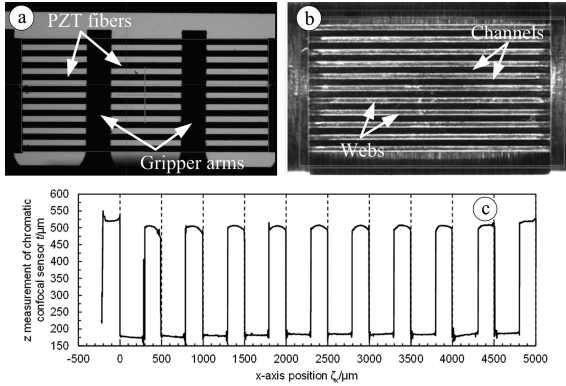 a
PZT fibers
Gripper arms
b
Channels
Webs
c
z measurement of chromatic
confocal sensor t/µm
600
550
500
450
400
350
300
250
200
150
-500 0 500 1000 1500 2000 2500 3000 3500 4000 4500 5000
x-axis position ζₓ/µm